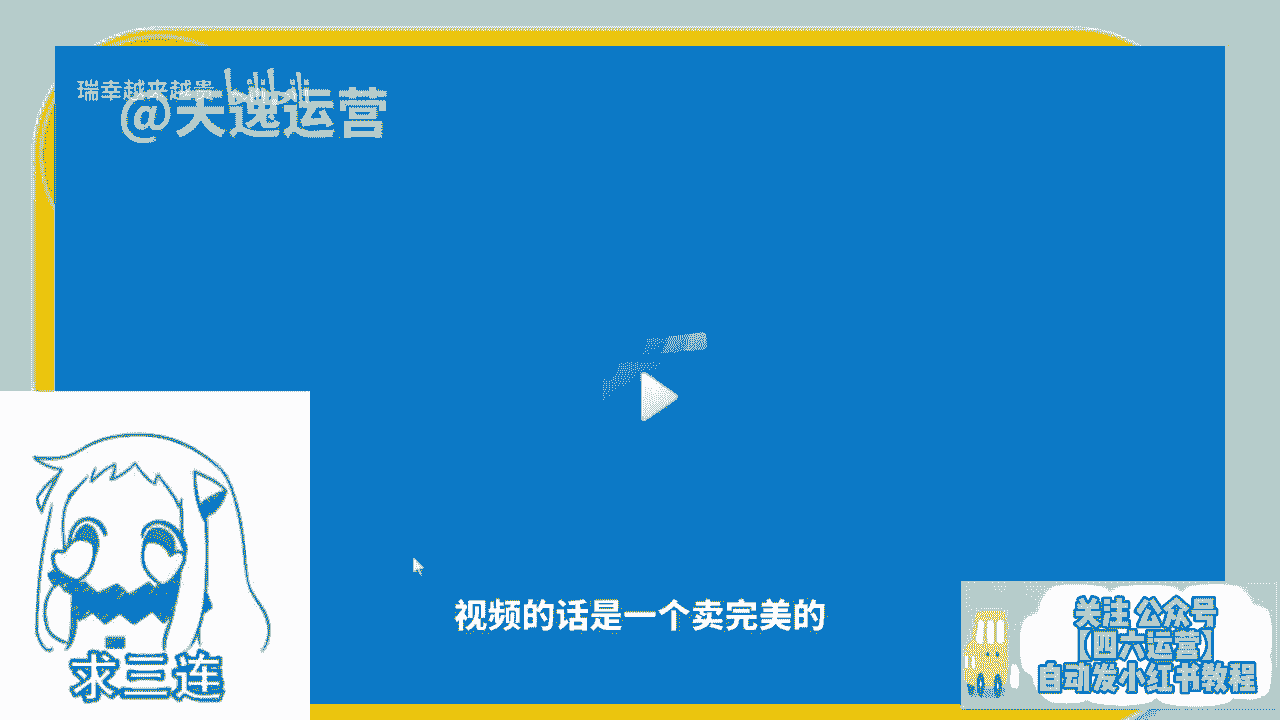 瑞幸越来越贵
bilibili
@天逸运营
视频的话是一个卖完美的
求三连
关注 公众号
【四六运营】
自动发小红书教程